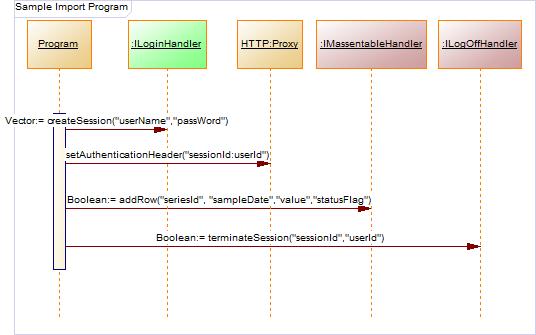 Sample Import Program
Program
:ILoginHandler
HTTP:Proxy
:IMassentableHandler
:ILogOffHandler
Vector:= createSession("userName","passWord")
setAuthenticationHeader("sessionId:userId")
Boolean:= addRow("seriesId", "sampleDate","value","statusFlag")
Boolean:= terminateSession("sessionId","userId")